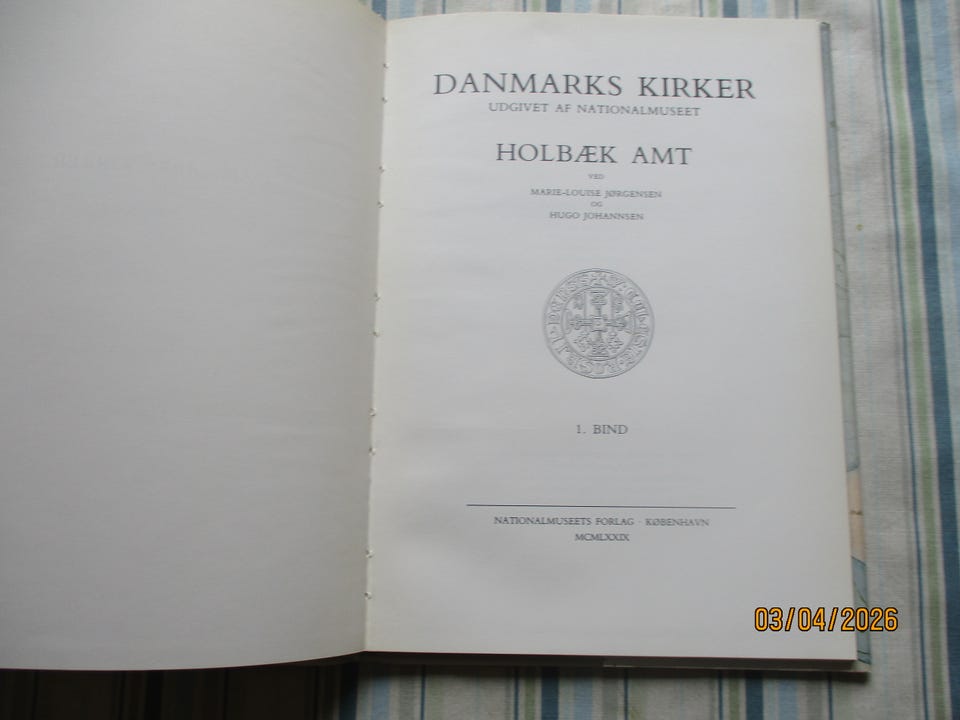 DANMARKS KIRKER
UDGIVET AF NATIONALMUSEET
HOLBÆK AMT
VED
MARIE-LOUISE JØRGENSEN
OG
HUGO JOHANNSEN
1. BIND
NATIONALMUSEETS FORLAG · KØBENHAVN
MCMLXXIX
03/04/2026